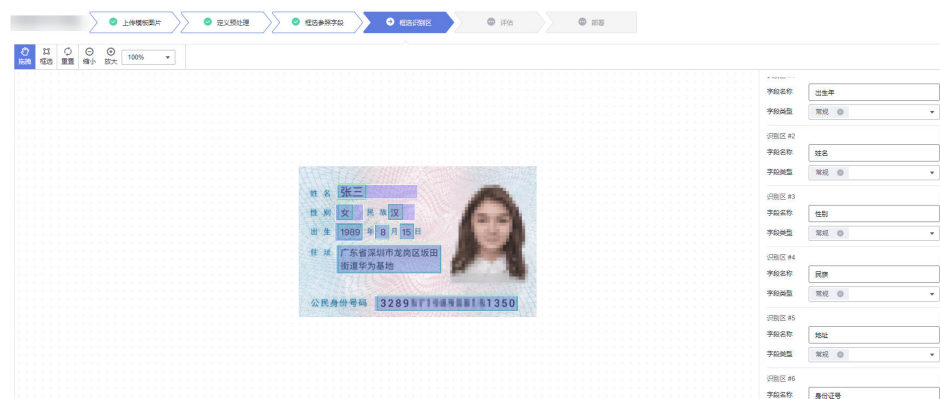 上传模板图片 定义预处理 框选参照字段 框选识别区 评估 部署
拖拽 框选 重置 缩小 放大 100%
字段名称 出生年
字段类型 常规
识别区 #2
字段名称 姓名
字段类型 常规
识别区 #3
字段名称 性别
字段类型 常规
识别区 #4
字段名称 民族
字段类型 常规
识别区 #5
字段名称 地址
字段类型 常规
识别区 #6
字段名称 身份证号
姓 名 张三
性 别 女 民 族 汉
出 生 1989 年 8 月 15 日
住 址 广东省深圳市龙岗区坂田
街道华为基地
公民身份号码 3289 1350